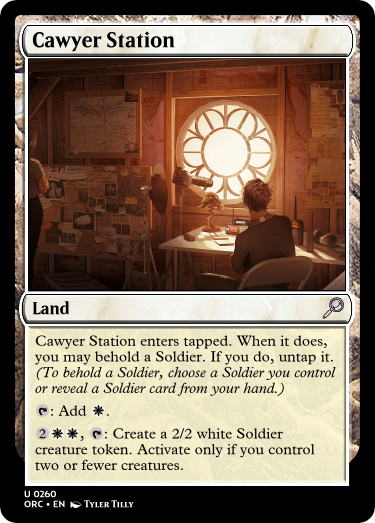 Cawyer Station
Land
Cawyer Station enters tapped. When it does,
you may behold a Soldier. If you do, untap it.
(To behold a Soldier, choose a Soldier you control
or reveal a Soldier card from your hand.)
: Add .
2, : Create a 2/2 white Soldier
creature token. Activate only if you control
two or fewer creatures.
U 0260
ORC • EN Tyler Tilly